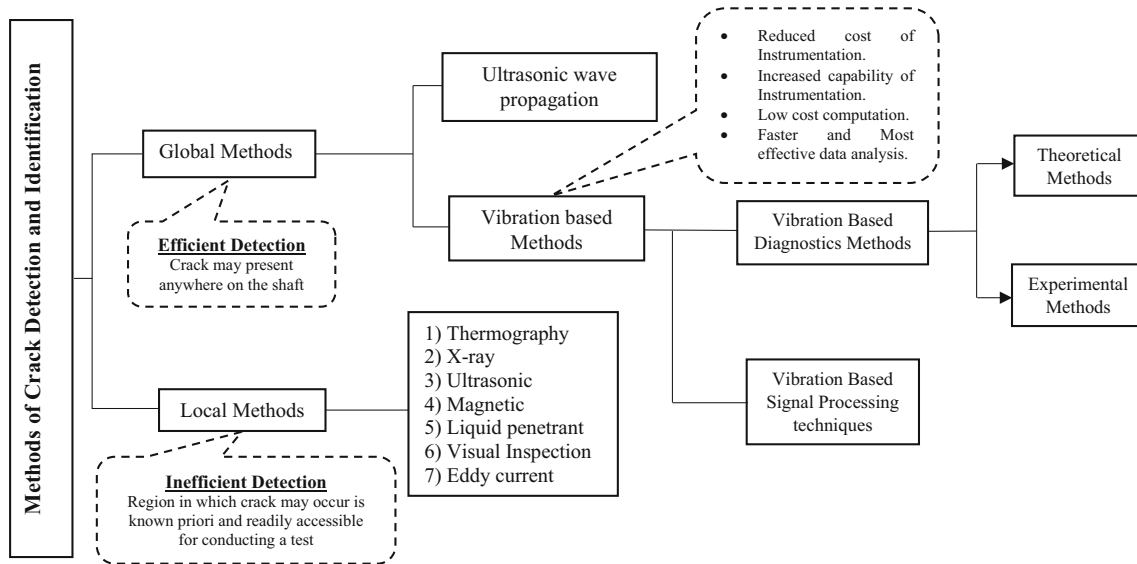 Methods of Crack Detection and Identification
Global Methods
Efficient Detection
Crack may present
anywhere on the shaft
Local Methods
Inefficient Detection
Region in which crack may occur is
known priori and readily accessible
for conducting a test
Ultrasonic wave
propagation
Vibration based
Methods
• Reduced cost of
Instrumentation.
• Increased capability of
Instrumentation.
• Low cost computation.
• Faster and Most
effective data analysis.
1) Thermography
2) X-ray
3) Ultrasonic
4) Magnetic
5) Liquid penetrant
6) Visual Inspection
7) Eddy current
Vibration Based
Diagnostics Methods
Vibration Based
Signal Processing
techniques
Theoretical
Methods
Experimental
Methods